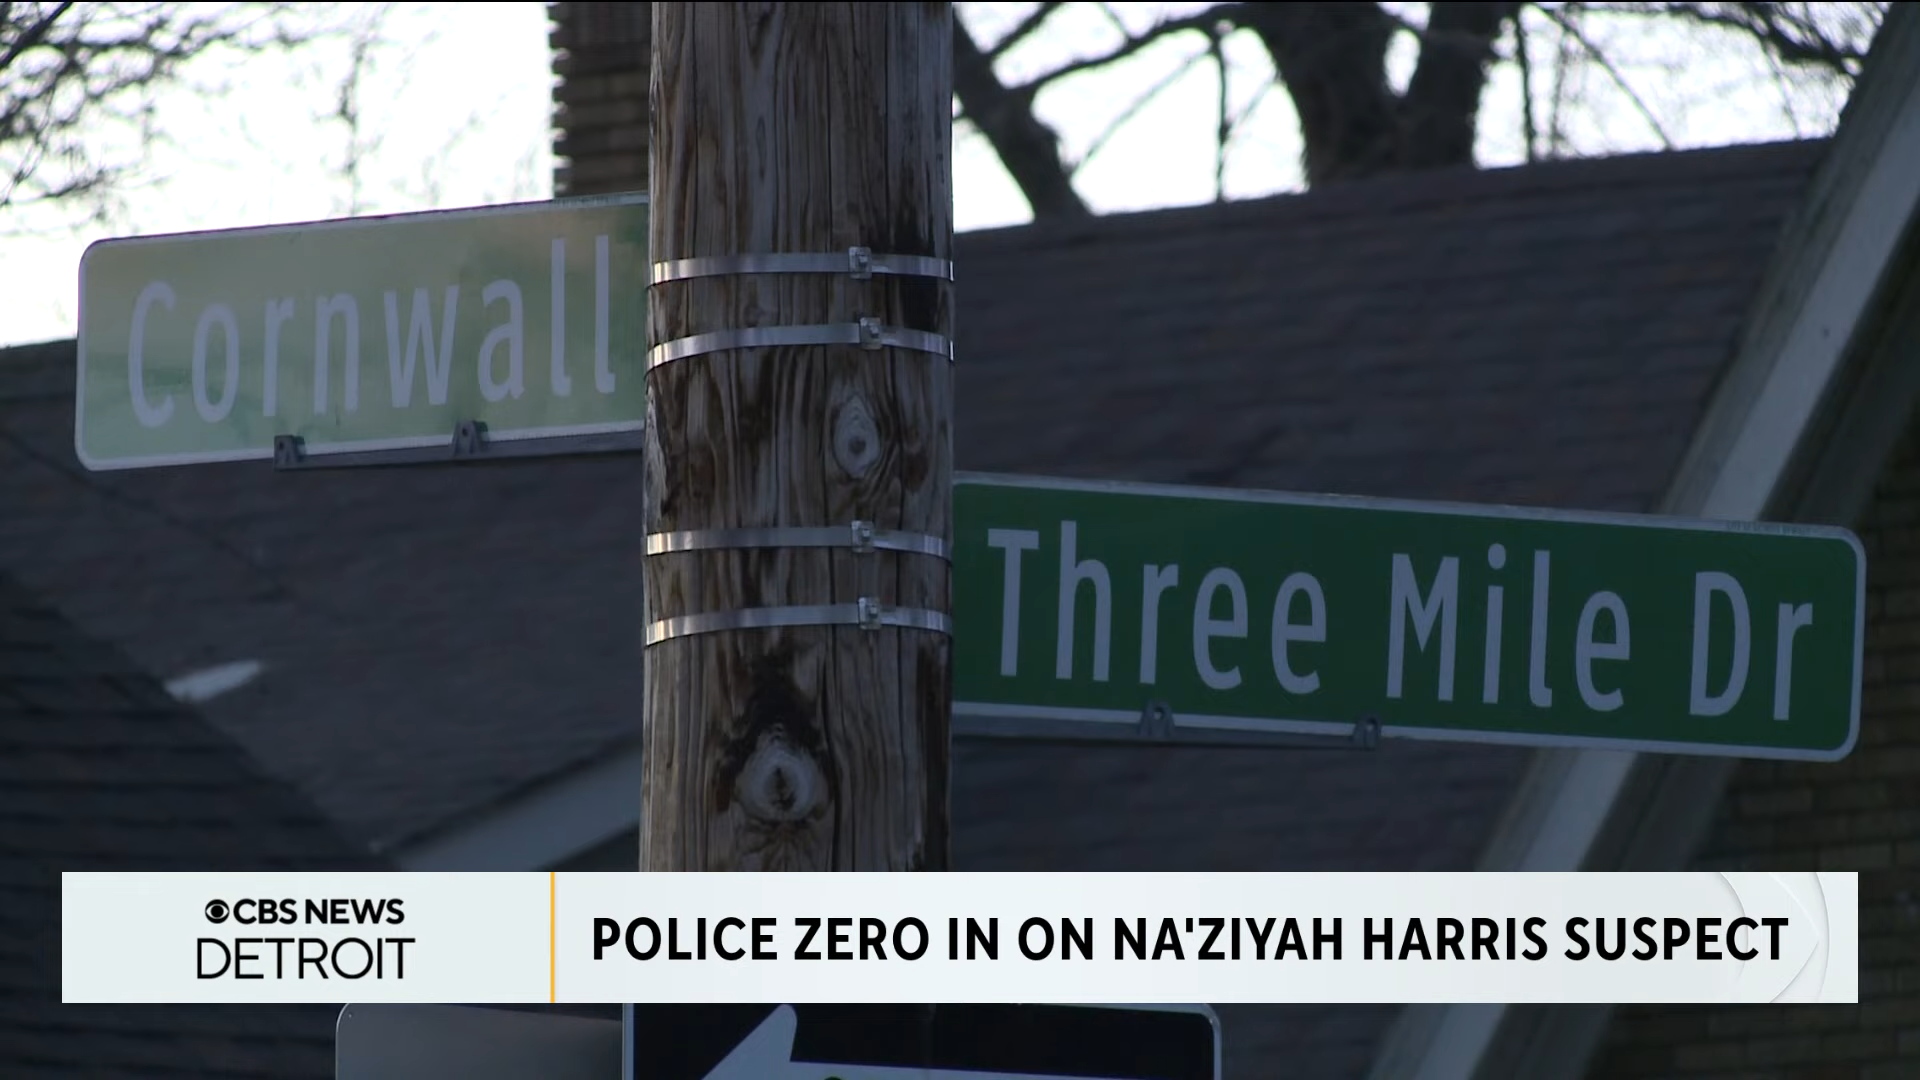 Cornwall
Three Mile Dr
CBS NEWS
DETROIT
POLICE ZERO IN ON NA'ZIYAH HARRIS SUSPECT